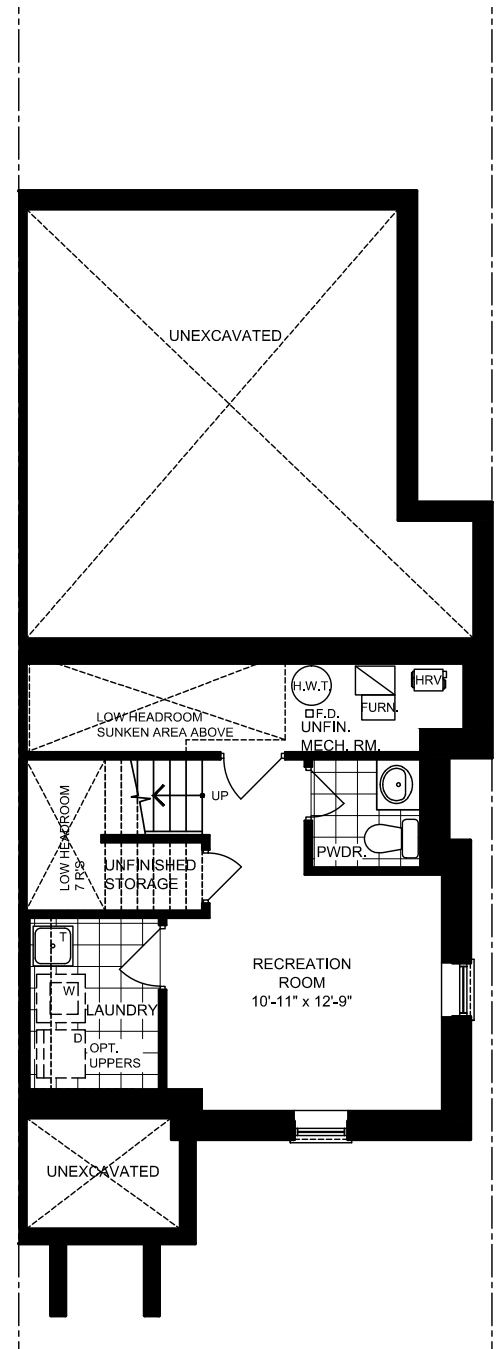 UNEXCAVATED
H.W.T.
HRV
FURN.
F.D.
LOW HEADROOM
SUNKEN AREA ABOVE
UNFIN.
MECH. RM.
UP
LOW HEADROOM
7 R'S
PWDR.
UNFINISHED
STORAGE
T
W
LAUNDRY
D
OPT.
UPPERS
RECREATION
ROOM
10'-11" x 12'-9"
UNEXCAVATED